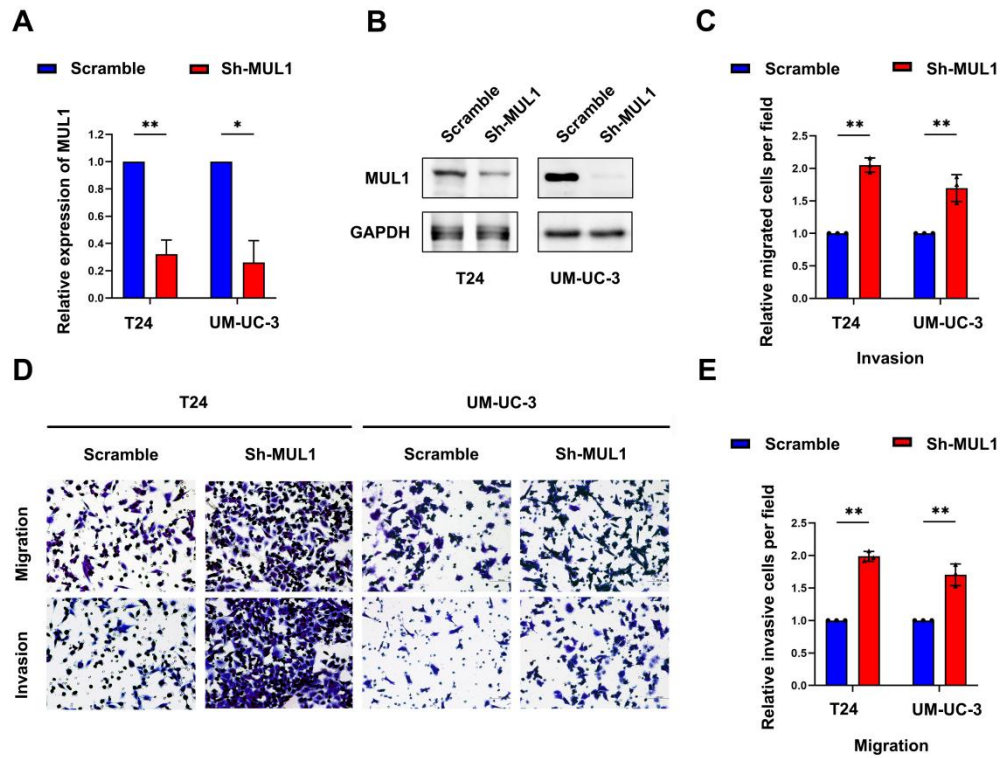 A
Scramble
Sh-MUL1
Relative expression of MUL1
1.2
1.0
0.8
0.6
0.4
0.2
0.0
**
*
T24
UM-UC-3
B
Scramble
Sh-MUL1
Scramble
Sh-MUL1
MUL1
GAPDH
T24
UM-UC-3
C
Scramble
Sh-MUL1
Relative migrated cells per field
2.5
2.0
1.5
1.0
0.5
0.0
**
**
T24
UM-UC-3
Invasion
D
T24
UM-UC-3
Scramble
Sh-MUL1
Scramble
Sh-MUL1
Migration
Invasion
E
Scramble
Sh-MUL1
Relative invasive cells per field
2.5
2.0
1.5
1.0
0.5
0.0
**
**
T24
UM-UC-3
Migration